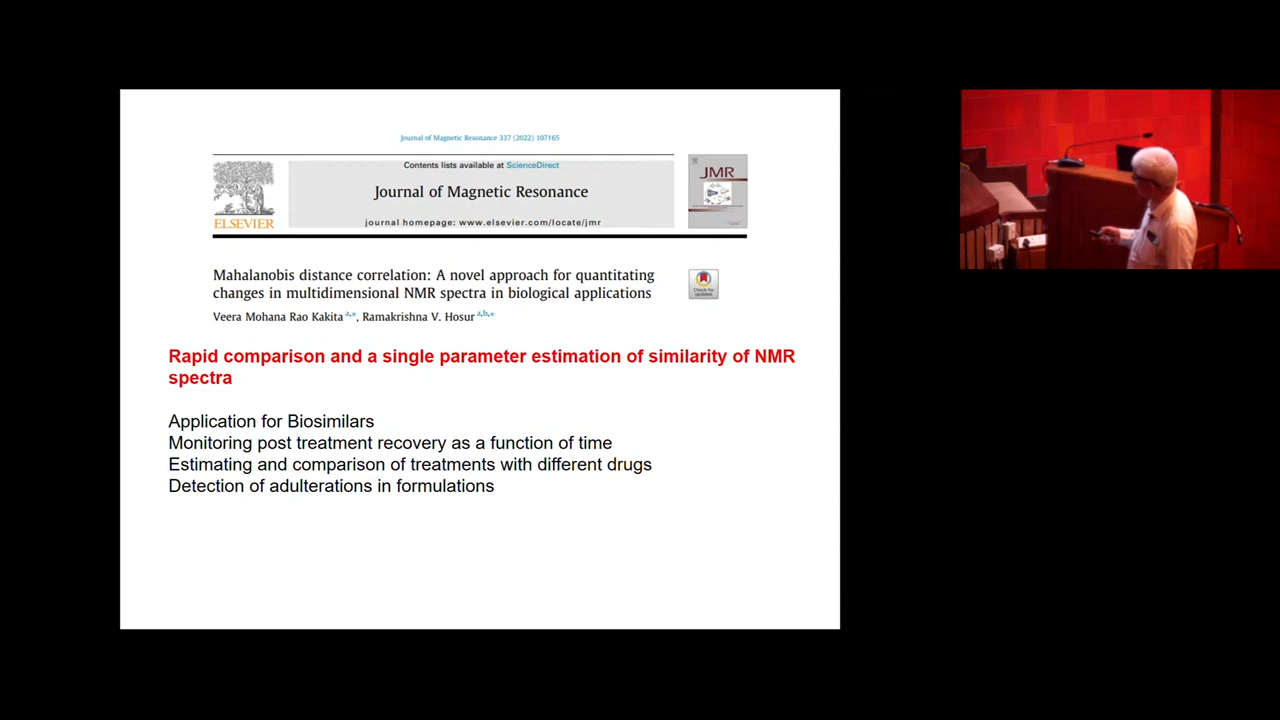 Journal of Magnetic Resonance 337 (2022) 107165
Contents lists available at ScienceDirect
Journal of Magnetic Resonance
journal homepage: www.elsevier.com/locate/jmr
ELSEVIER
JMR
Mahalanobis distance correlation: A novel approach for quantitating
changes in multidimensional NMR spectra in biological applications
Check for
updates
Veera Mohana Rao Kakita a,*, Ramakrishna V. Hosur a,b,*
Rapid comparison and a single parameter estimation of similarity of NMR
spectra
Application for Biosimilars
Monitoring post treatment recovery as a function of time
Estimating and comparison of treatments with different drugs
Detection of adulterations in formulations